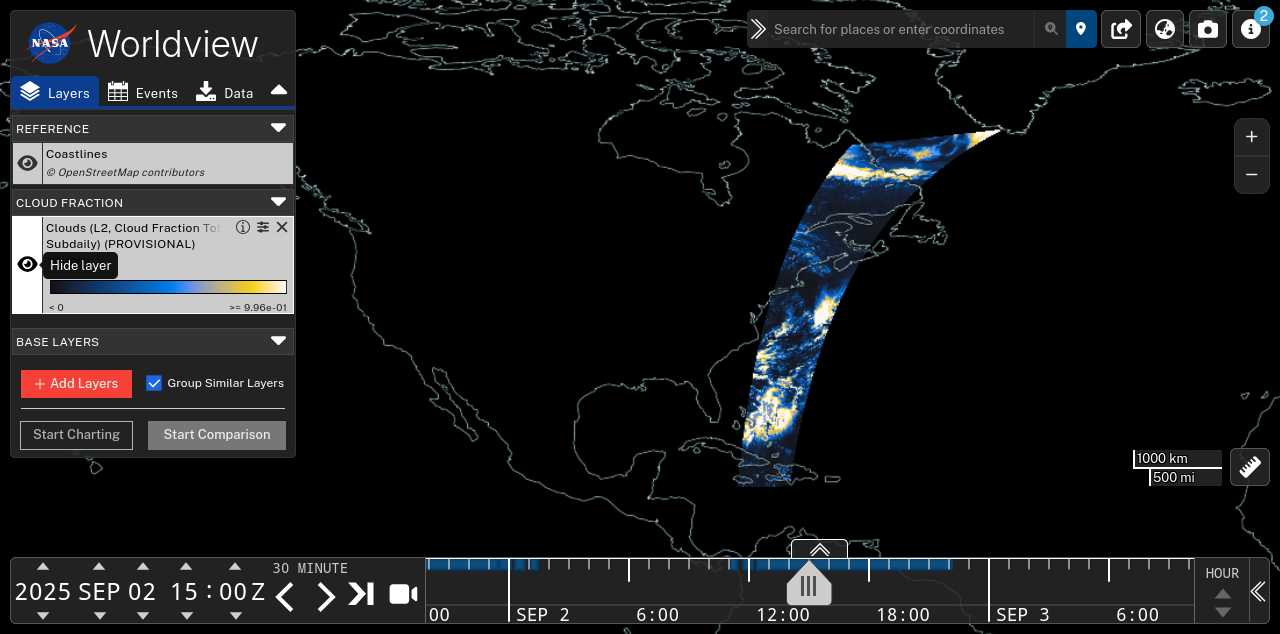 NASA Worldview
Search for places or enter coordinates
2
Layers
Events
Data
REFERENCE
Coastlines
© OpenStreetMap contributors
CLOUD FRACTION
Clouds (L2, Cloud Fraction
Subdaily) (PROVISIONAL)
Hide layer
< 0
>= 9.96e-01
BASE LAYERS
+ Add Layers
Group Similar Layers
Start Charting
Start Comparison
+
−
1000 km
500 mi
2025 SEP 02 15 : 00 Z
30 MINUTE
00
SEP 2
6:00
12:00
18:00
SEP 3
6:00
HOUR